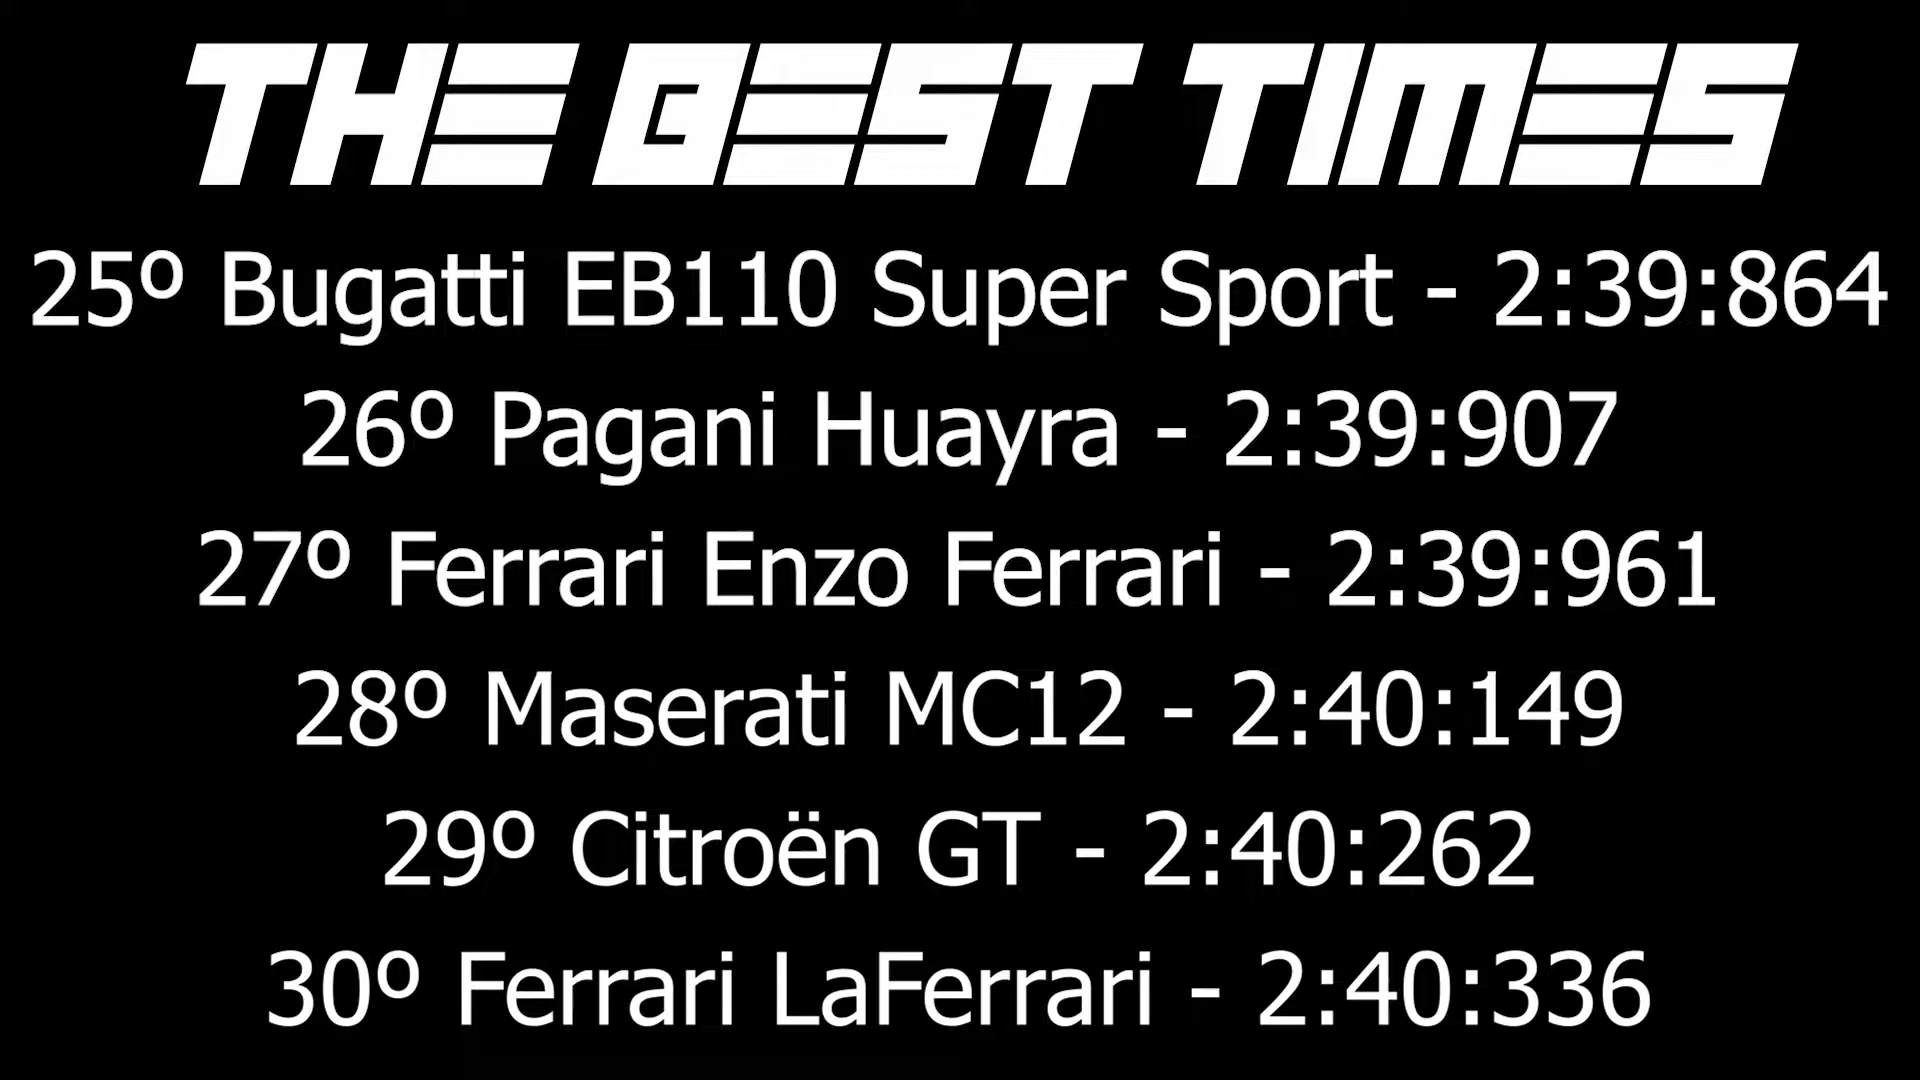 THE BEST TIMES
25º Bugatti EB110 Super Sport - 2:39:864
26º Pagani Huayra - 2:39:907
27º Ferrari Enzo Ferrari - 2:39:961
28º Maserati MC12 - 2:40:149
29º Citroën GT - 2:40:262
30º Ferrari LaFerrari - 2:40:336